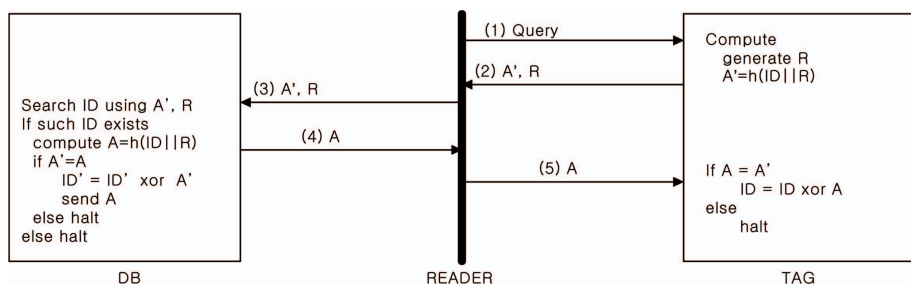 (1) Query
Compute
generate R
A'=h(ID||R)
(2) A', R
(3) A', R
Search ID using A', R
If such ID exists
compute A=h(ID||R)
if A'=A
ID' = ID' xor A'
send A
else halt
else halt
(4) A
(5) A
If A = A'
ID = ID xor A
else
halt
DB
READER
TAG